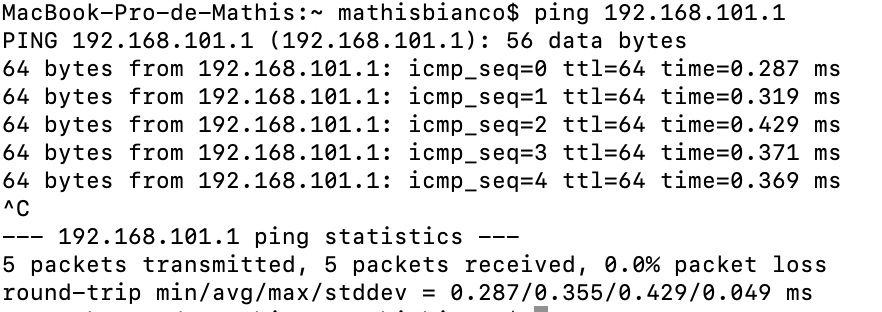 MacBook-Pro-de-Mathis:~ mathisbianco$ ping 192.168.101.1
PING 192.168.101.1 (192.168.101.1): 56 data bytes
64 bytes from 192.168.101.1: icmp_seq=0 ttl=64 time=0.287 ms
64 bytes from 192.168.101.1: icmp_seq=1 ttl=64 time=0.319 ms
64 bytes from 192.168.101.1: icmp_seq=2 ttl=64 time=0.429 ms
64 bytes from 192.168.101.1: icmp_seq=3 ttl=64 time=0.371 ms
64 bytes from 192.168.101.1: icmp_seq=4 ttl=64 time=0.369 ms
^C
--- 192.168.101.1 ping statistics ---
5 packets transmitted, 5 packets received, 0.0% packet loss
round-trip min/avg/max/stddev = 0.287/0.355/0.429/0.049 ms